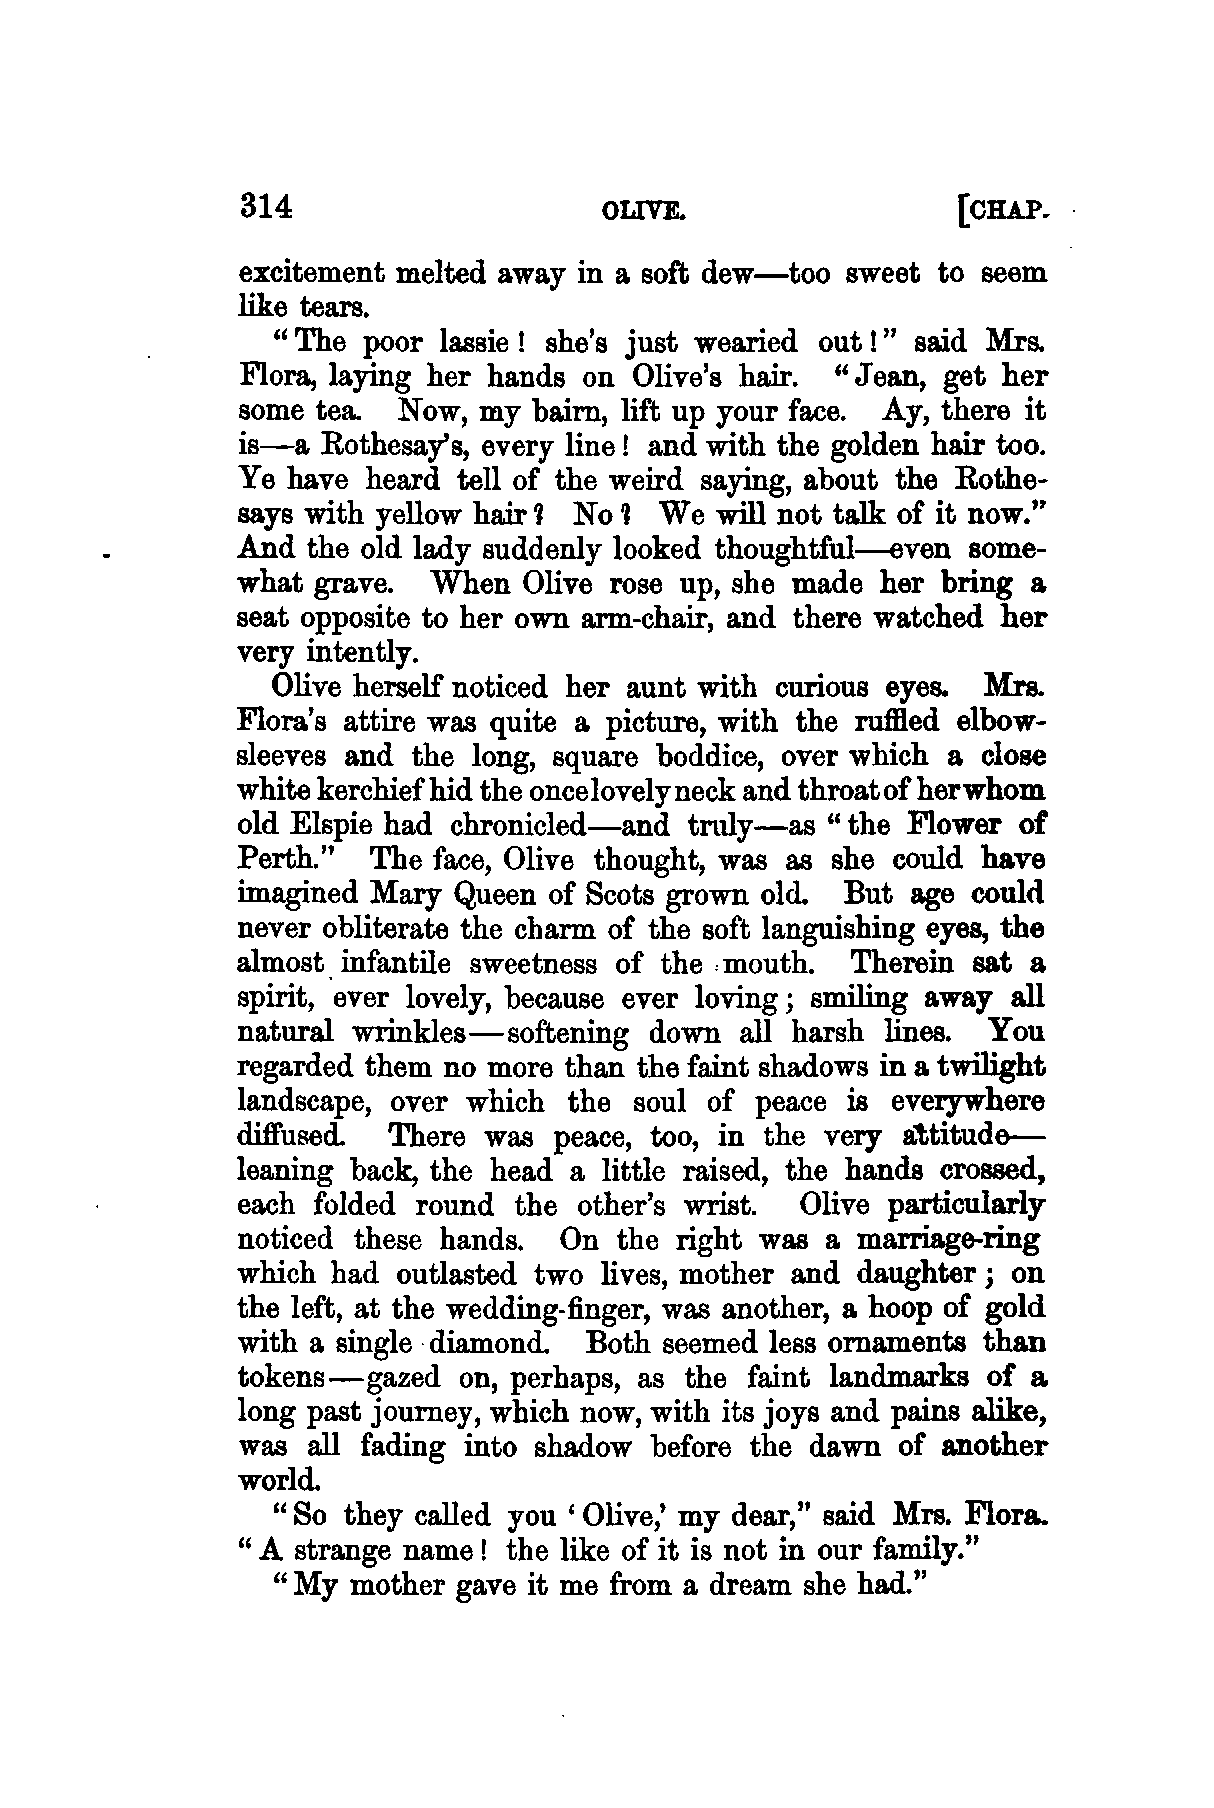 314 OLIVE. [CHAP.
excitement melted away in a soft dew—too sweet to seem
like tears.
“The poor lassie! she’s just wearied out!” said Mrs.
Flora, laying her hands on Olive’s hair. “Jean, get her
some tea. Now, my bairn, lift up your face. Ay, there it
is—a Rothesay’s, every line! and with the golden hair too.
Ye have heard tell of the weird saying, about the Rothe-
says with yellow hair? No? We will not talk of it now.”
And the old lady suddenly looked thoughtful—even some-
what grave. When Olive rose up, she made her bring a
seat opposite to her own arm-chair, and there watched her
very intently.
Olive herself noticed her aunt with curious eyes. Mrs.
Flora’s attire was quite a picture, with the ruffled elbow-
sleeves and the long, square boddice, over which a close
white kerchief hid the once lovely neck and throat of her whom
old Elspie had chronicled—and truly—as “the Flower of
Perth.” The face, Olive thought, was as she could have
imagined Mary Queen of Scots grown old. But age could
never obliterate the charm of the soft languishing eyes, the
almost infantile sweetness of the mouth. Therein sat a
spirit, ever lovely, because ever loving; smiling away all
natural wrinkles—softening down all harsh lines. You
regarded them no more than the faint shadows in a twilight
landscape, over which the soul of peace is everywhere
diffused. There was peace, too, in the very attitude—
leaning back, the head a little raised, the hands crossed,
each folded round the other’s wrist. Olive particularly
noticed these hands. On the right was a marriage-ring
which had outlasted two lives, mother and daughter; on
the left, at the wedding-finger, was another, a hoop of gold
with a single diamond. Both seemed less ornaments than
tokens—gazed on, perhaps, as the faint landmarks of a
long past journey, which now, with its joys and pains alike,
was all fading into shadow before the dawn of another
world.
“So they called you ‘Olive,’ my dear,” said Mrs. Flora.
“A strange name! the like of it is not in our family.”
“My mother gave it me from a dream she had.”